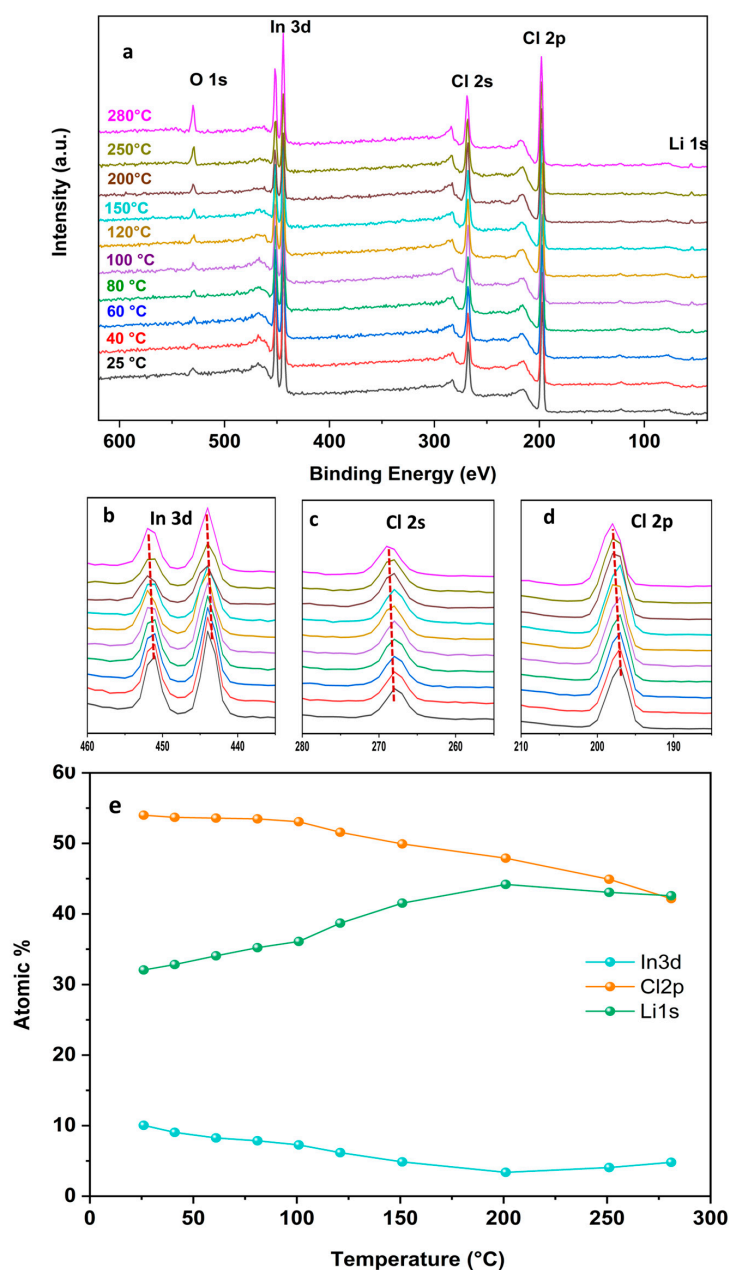 a
In 3d
O 1s
Cl 2s
Cl 2p
Li 1s
280°C
250°C
200°C
150°C
120°C
100 °C
80 °C
60 °C
40 °C
25 °C
Intensity (a.u.)
600 500 400 300 200 100
Binding Energy (eV)
b In 3d
460 450 440
c Cl 2s
280 270 260
d Cl 2p
210 200 190
e
60
50
40
30
20
10
0
Atomic %
In3d
Cl2p
Li1s
0 50 100 150 200 250 300
Temperature (°C)